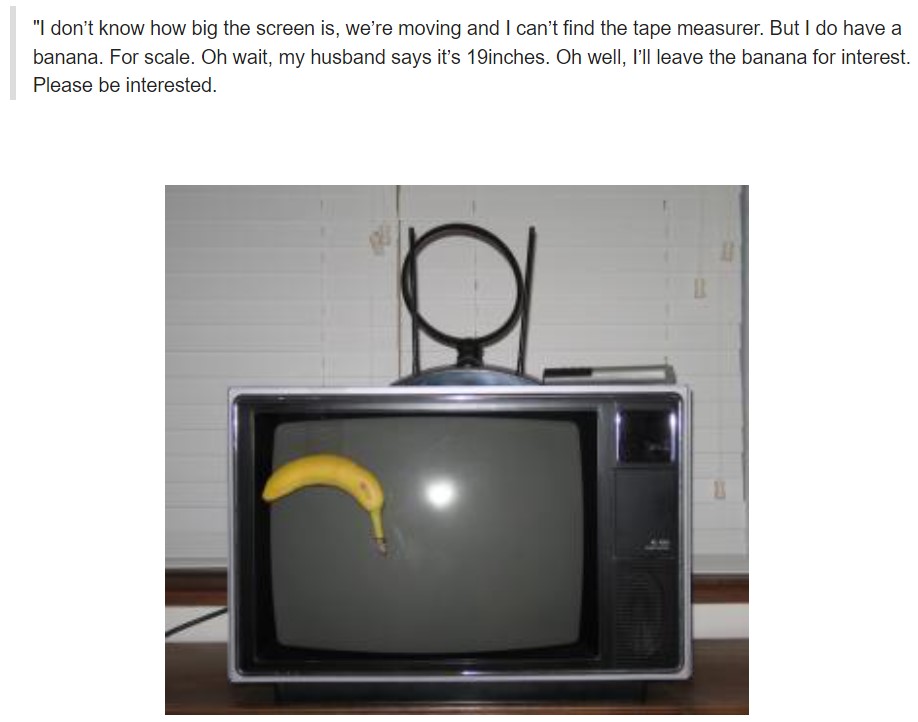 "I don’t know how big the screen is, we’re moving and I can’t find the tape measurer. But I do have a
banana. For scale. Oh wait, my husband says it’s 19inches. Oh well, I’ll leave the banana for interest.
Please be interested.